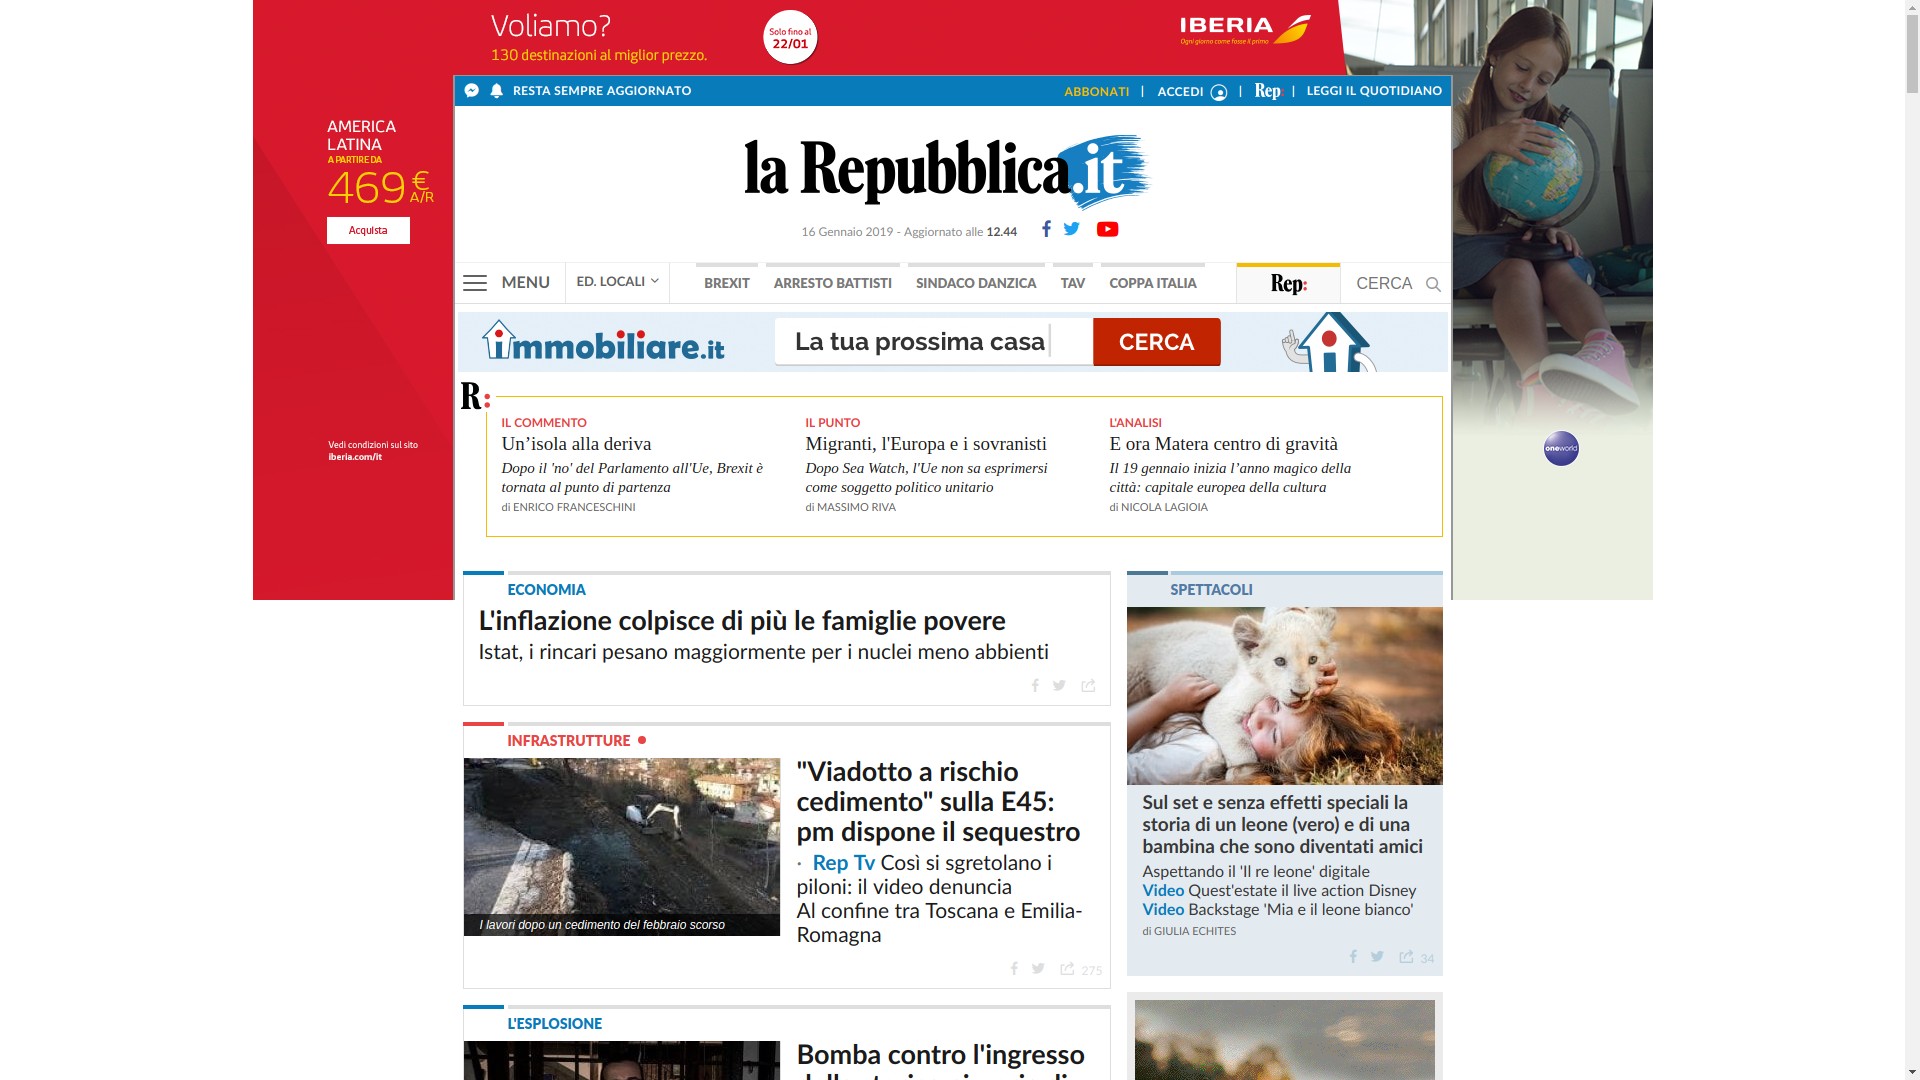 Voliamo?
130 destinazioni al miglior prezzo.
Solo fino al
22/01
IBERIA
Ogni giorno come fosse il primo
AMERICA
LATINA
A PARTIRE DA
469 €
A/R
Acquista
Vedi condizioni sul sito
iberia.com/it
oneworld
RESTA SEMPRE AGGIORNATO
ABBONATI | ACCEDI | Rep: | LEGGI IL QUOTIDIANO
la Repubblica.it
16 Gennaio 2019 - Aggiornato alle 12.44
MENU ED. LOCALI BREXIT ARRESTO BATTISTI SINDACO DANZICA TAV COPPA ITALIA Rep: CERCA
immobiliare.it La tua prossima casa CERCA
R:
IL COMMENTO
Un’isola alla deriva
Dopo il 'no' del Parlamento all'Ue, Brexit è
tornata al punto di partenza
di ENRICO FRANCESCHINI
IL PUNTO
Migranti, l'Europa e i sovranisti
Dopo Sea Watch, l'Ue non sa esprimersi
come soggetto politico unitario
di MASSIMO RIVA
L'ANALISI
E ora Matera centro di gravità
Il 19 gennaio inizia l’anno magico della
città: capitale europea della cultura
di NICOLA LAGIOIA
ECONOMIA
L'inflazione colpisce di più le famiglie povere
Istat, i rincari pesano maggiormente per i nuclei meno abbienti
INFRASTRUTTURE
I lavori dopo un cedimento del febbraio scorso
"Viadotto a rischio
cedimento" sulla E45:
pm dispone il sequestro
· Rep Tv Così si sgretolano i
piloni: il video denuncia
Al confine tra Toscana e Emilia-
Romagna
275
L'ESPLOSIONE
Bomba contro l'ingresso
SPETTACOLI
Sul set e senza effetti speciali la
storia di un leone (vero) e di una
bambina che sono diventati amici
Aspettando il 'Il re leone' digitale
Video Quest'estate il live action Disney
Video Backstage 'Mia e il leone bianco'
di GIULIA ECHITES
34